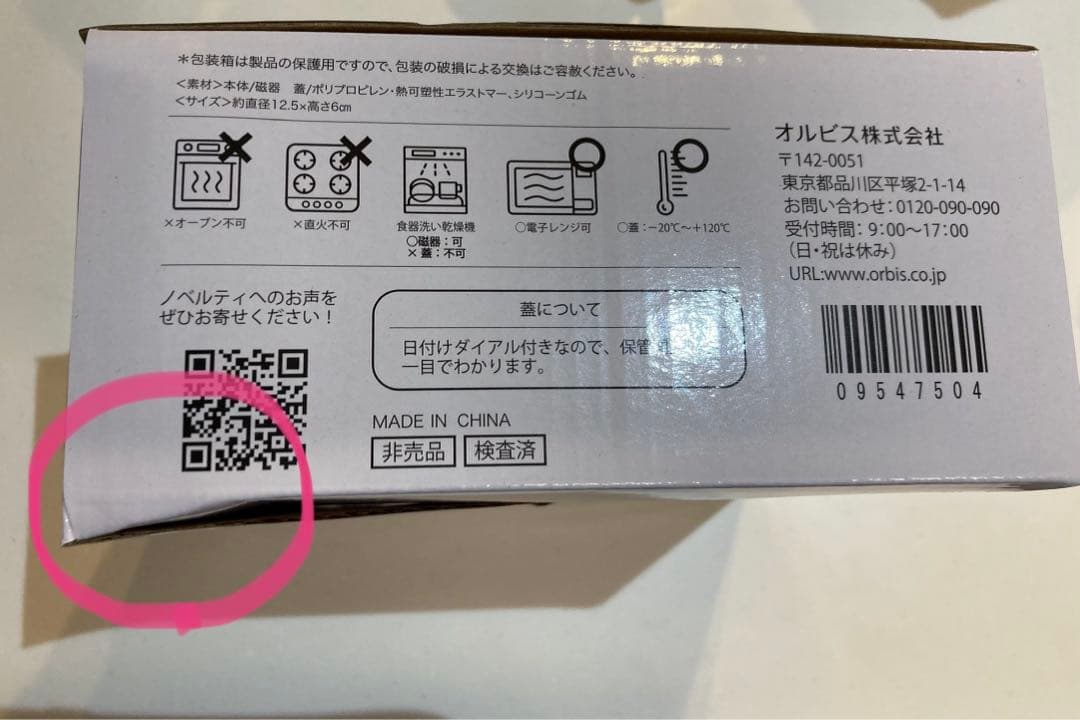 ＊包装箱は製品の保護用ですので、包装の破損による交換はご容赦ください。
＜素材＞本体/磁器　蓋/ポリプロピレン・熱可塑性エラストマー、シリコーンゴム
＜サイズ＞約直径12.5×高さ6㎝
×オーブン不可
×直火不可
食器洗い乾燥機
〇磁器：可
×蓋：不可
〇電子レンジ可
〇蓋：−20℃〜＋120℃
オルビス株式会社
〒142-0051
東京都品川区平塚2-1-14
お問い合わせ：0120-090-090
受付時間：9:00〜17:00
（日・祝は休み）
URL:www.orbis.co.jp
ノベルティへのお声を
ぜひお寄せください！
蓋について
日付けダイアル付きなので、保管
一目でわかります。
MADE IN CHINA
非売品
検査済
09547504